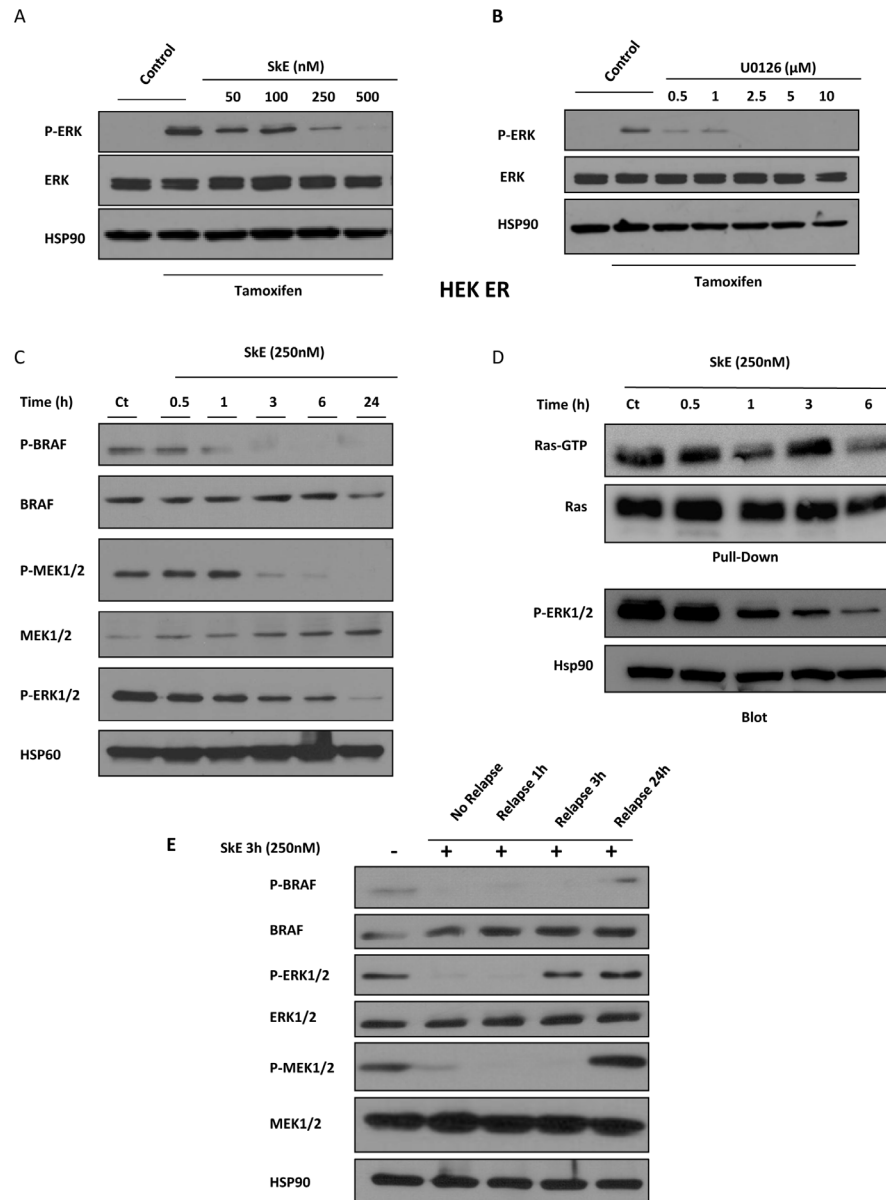 A
Control
SkE (nM)
50 100 250 500
P-ERK
ERK
HSP90
Tamoxifen
B
Control
U0126 (µM)
0.5 1 2.5 5 10
P-ERK
ERK
HSP90
Tamoxifen
HEK ER
C
SkE (250nM)
Time (h) Ct 0.5 1 3 6 24
P-BRAF
BRAF
P-MEK1/2
MEK1/2
P-ERK1/2
HSP60
D
SkE (250nM)
Time (h) Ct 0.5 1 3 6
Ras-GTP
Ras
Pull-Down
P-ERK1/2
Hsp90
Blot
E
No Relapse
Relapse 1h
Relapse 3h
Relapse 24h
SkE 3h (250nM) - + + + +
P-BRAF
BRAF
P-ERK1/2
ERK1/2
P-MEK1/2
MEK1/2
HSP90